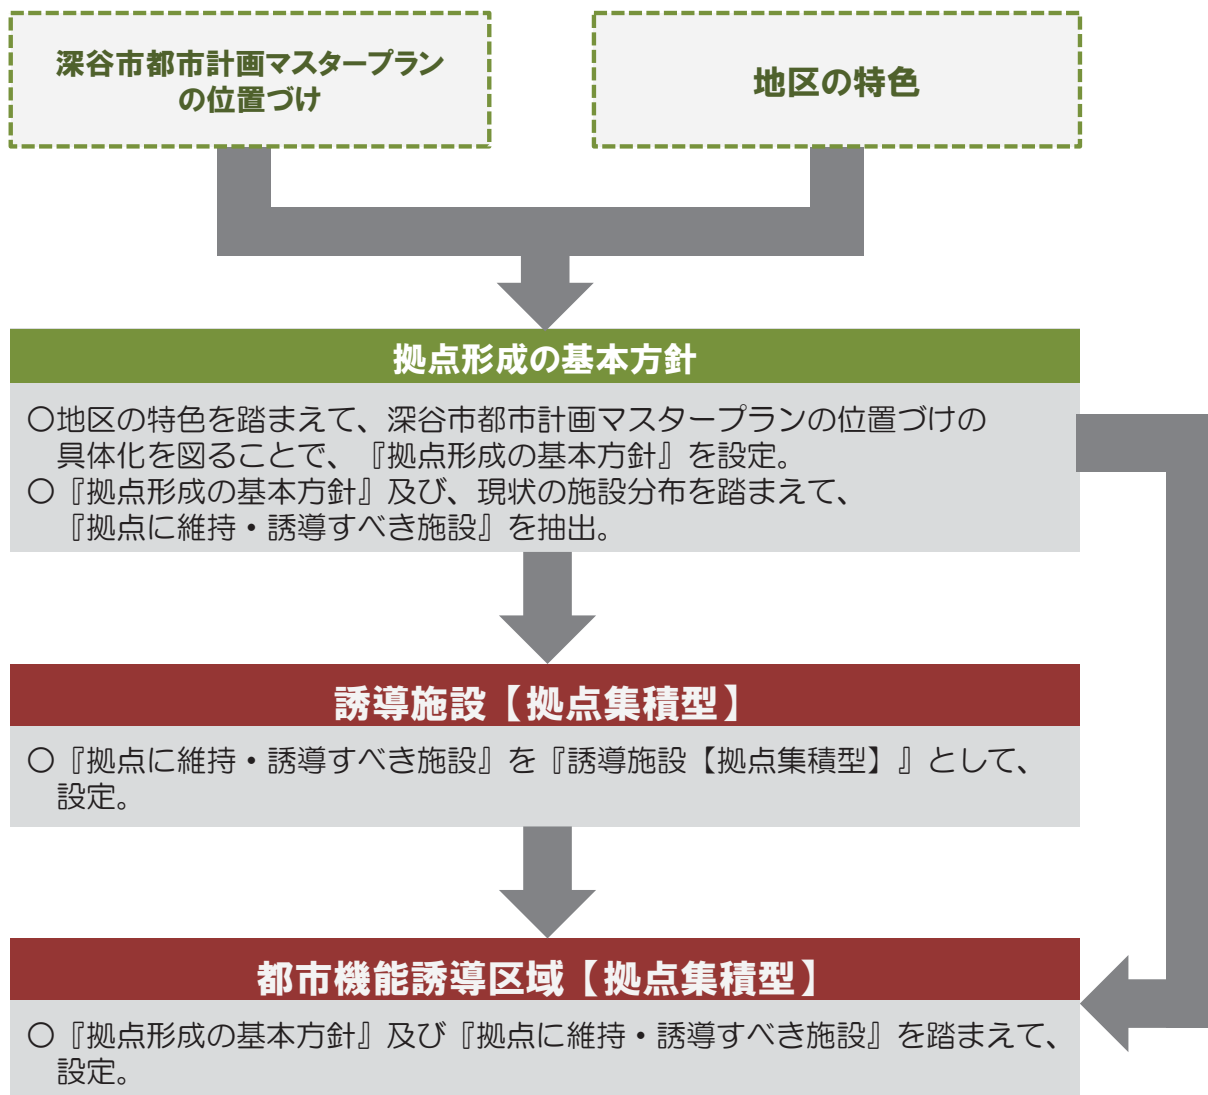 深谷市都市計画マスタープラン
の位置づけ
地区の特色
拠点形成の基本方針
〇地区の特色を踏まえて、深谷市都市計画マスタープランの位置づけの
具体化を図ることで、『拠点形成の基本方針』を設定。
〇『拠点形成の基本方針』及び、現状の施設分布を踏まえて、
『拠点に維持・誘導すべき施設』を抽出。
誘導施設【拠点集積型】
〇『拠点に維持・誘導すべき施設』を『誘導施設【拠点集積型】』として、
設定。
都市機能誘導区域【拠点集積型】
〇『拠点形成の基本方針』及び『拠点に維持・誘導すべき施設』を踏まえて、
設定。